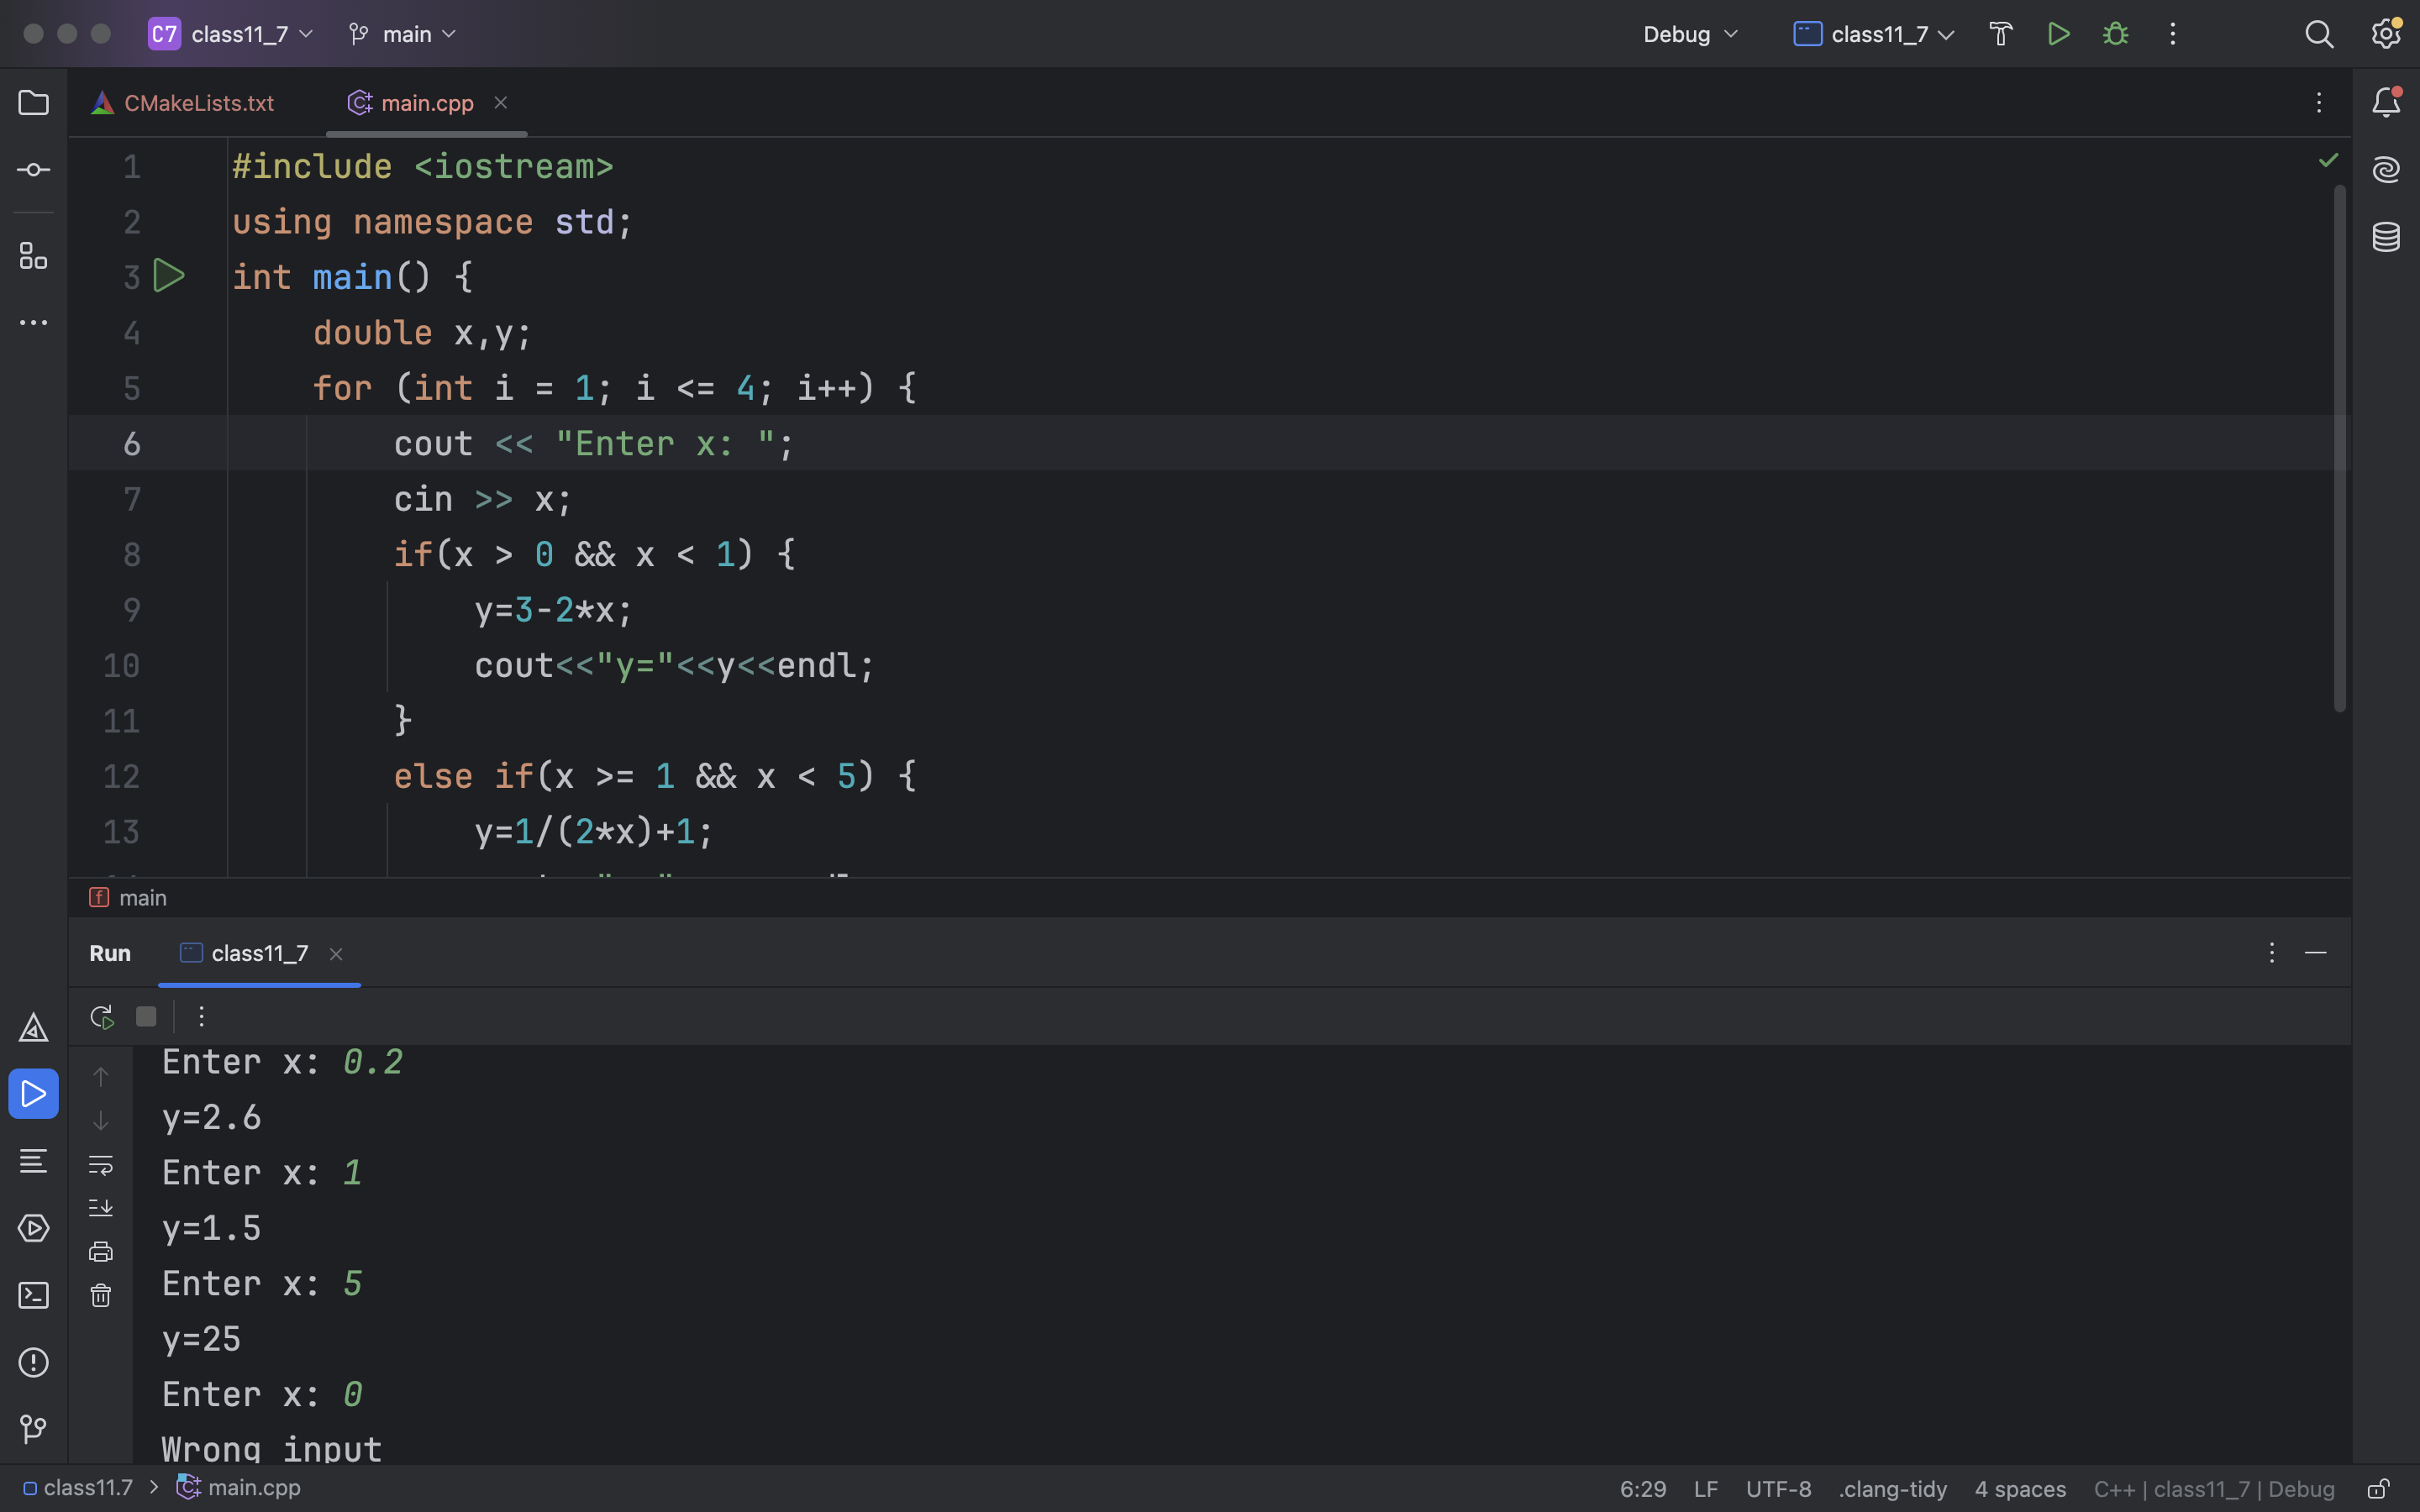 C7 class11_7 main Debug class11_7
CMakeLists.txt main.cpp
1 #include <iostream>
2 using namespace std;
3 int main() {
4 double x,y;
5 for (int i = 1; i <= 4; i++) {
6 cout << "Enter x: ";
7 cin >> x;
8 if(x > 0 && x < 1) {
9 y=3-2*x;
10 cout<<"y="<<y<<endl;
11 }
12 else if(x >= 1 && x < 5) {
13 y=1/(2*x)+1;
f main
Run class11_7
Enter x: 0.2
y=2.6
Enter x: 1
y=1.5
Enter x: 5
y=25
Enter x: 0
Wrong input
class11.7 > main.cpp 6:29 LF UTF-8 .clang-tidy 4 spaces C++ | class11_7 | Debug